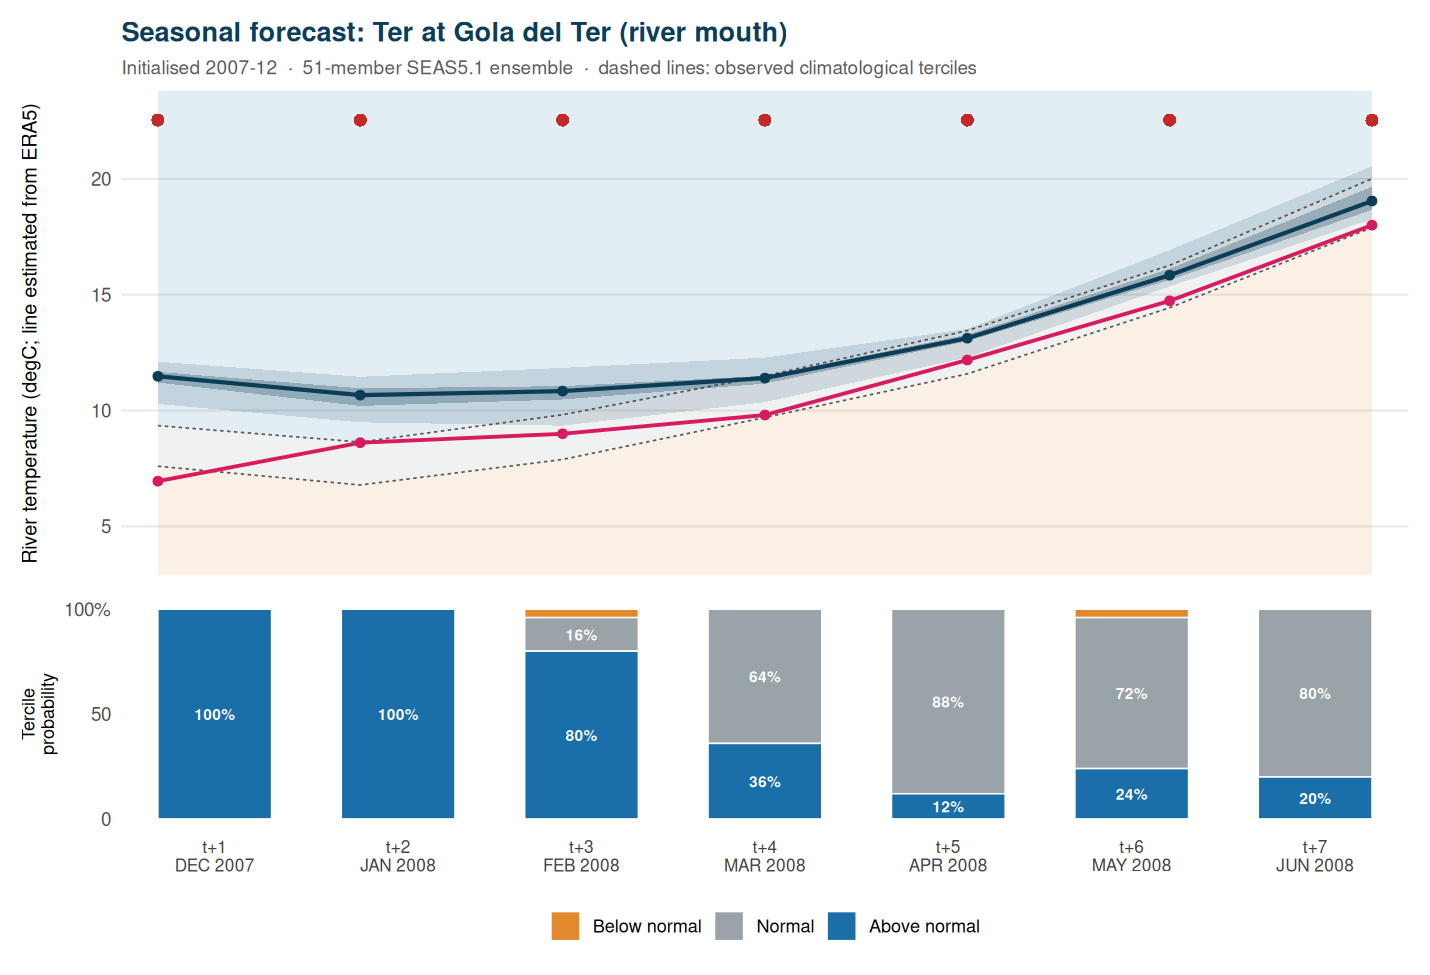 Seasonal forecast: Ter at Gola del Ter (river mouth)
Initialised 2007-12 · 51-member SEAS5.1 ensemble · dashed lines: observed climatological terciles
River temperature (degC; line estimated from ERA5)
20
15
10
5
Tercile
probability
100%
50
0
100%
100%
16%
80%
64%
36%
88%
12%
72%
24%
80%
20%
t+1
DEC 2007
t+2
JAN 2008
t+3
FEB 2008
t+4
MAR 2008
t+5
APR 2008
t+6
MAY 2008
t+7
JUN 2008
Below normal
Normal
Above normal